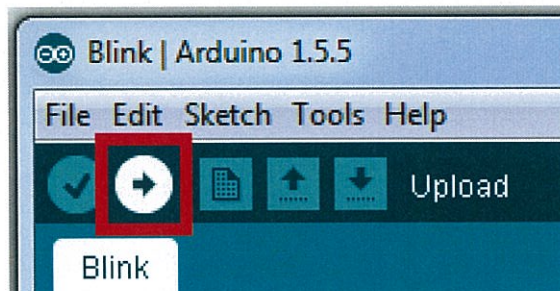 Blink | Arduino 1.5.5
File Edit Sketch Tools Help
Upload
Blink